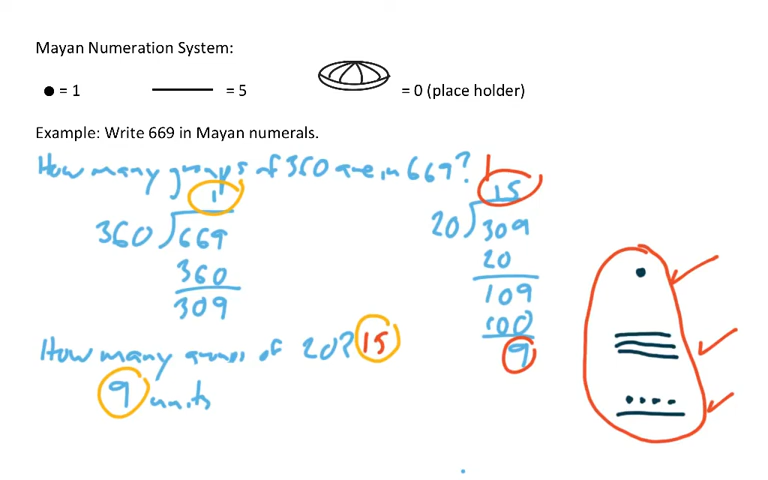 Mayan Numeration System:
= 1
= 5
= 0 (place holder)
Example: Write 669 in Mayan numerals.
How many groups of 360 are in 669?
1
360)669
360
309
15
20)309
20
109
100
9
How many groups of 20? 15
9 units